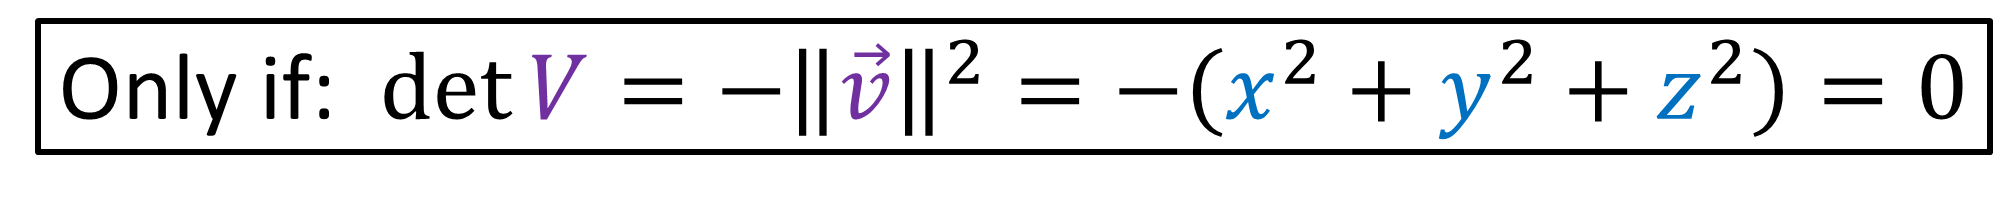 Only if: det V = −‖v⃗‖² = −(x² + y² + z²) = 0